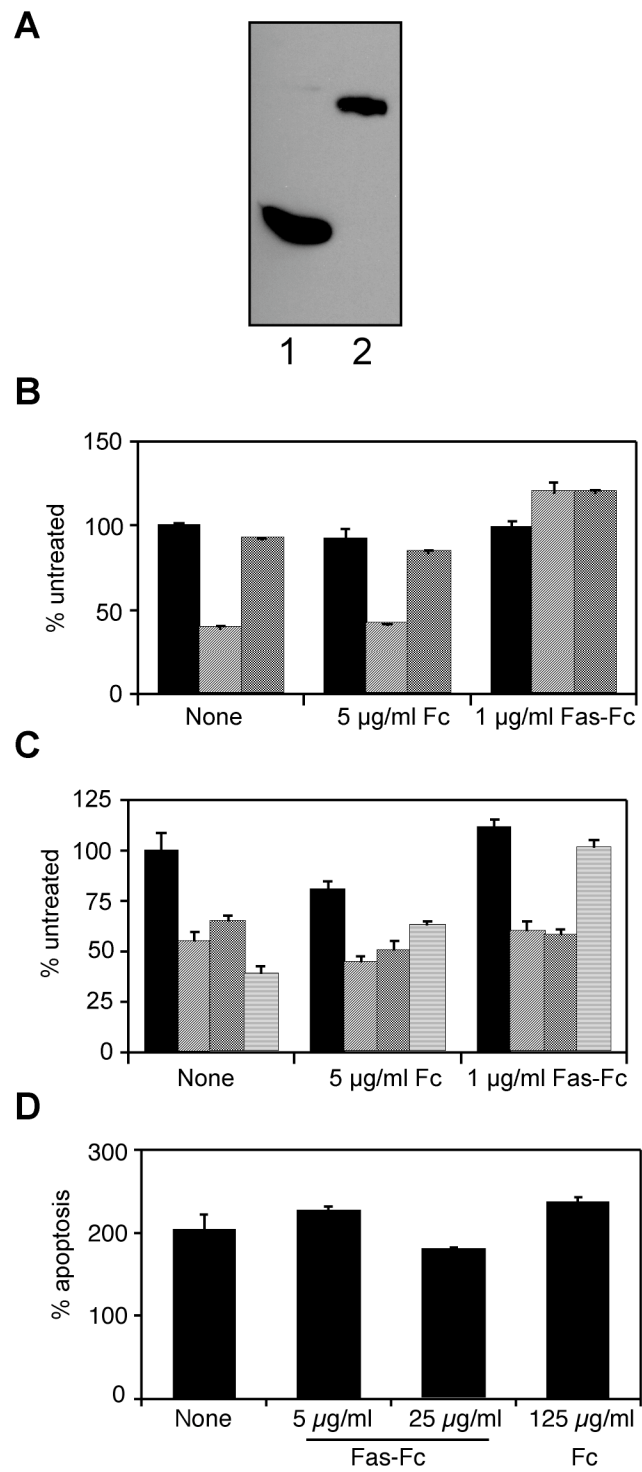 A
1 2
B
150
100
50
0
% untreated
None 5 µg/ml Fc 1 µg/ml Fas-Fc
C
125
100
75
50
25
0
% untreated
None 5 µg/ml Fc 1 µg/ml Fas-Fc
D
300
200
100
0
% apoptosis
None 5 µg/ml 25 µg/ml 125 µg/ml
Fas-Fc Fc